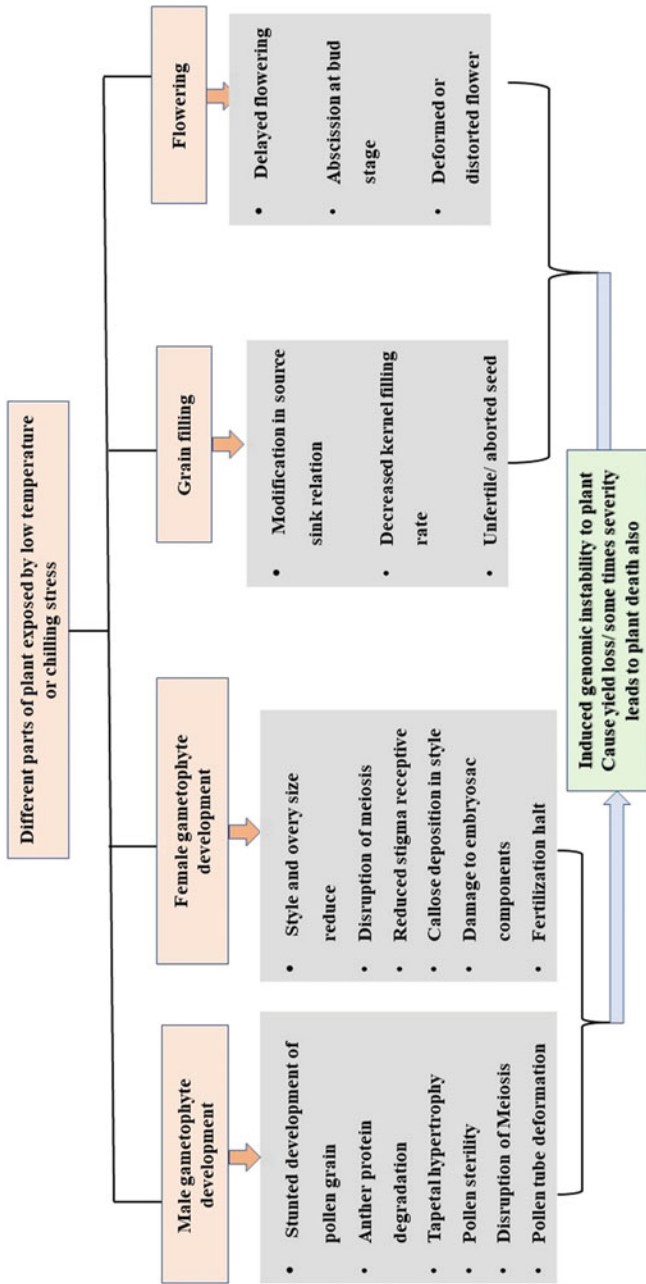 Different parts of plant exposed by low temperature
or chilling stress
Male gametophyte
development
• Stunted development of
pollen grain
• Anther protein
degradation
• Tapetal hypertrophy
• Pollen sterility
• Disruption of Meiosis
• Pollen tube deformation
Female gametophyte
development
• Style and overy size
reduce
• Disruption of meiosis
• Reduced stigma receptive
• Callose deposition in style
• Damage to embryosac
components
• Fertilization halt
Grain filling
• Modification in source
sink relation
• Decreased kernel filling
rate
• Unfertile/ aborted seed
Flowering
• Delayed flowering
• Abscission at bud
stage
• Deformed or
distorted flower
Induced genomic instability to plant
Cause yield loss/ some times severity
leads to plant death also